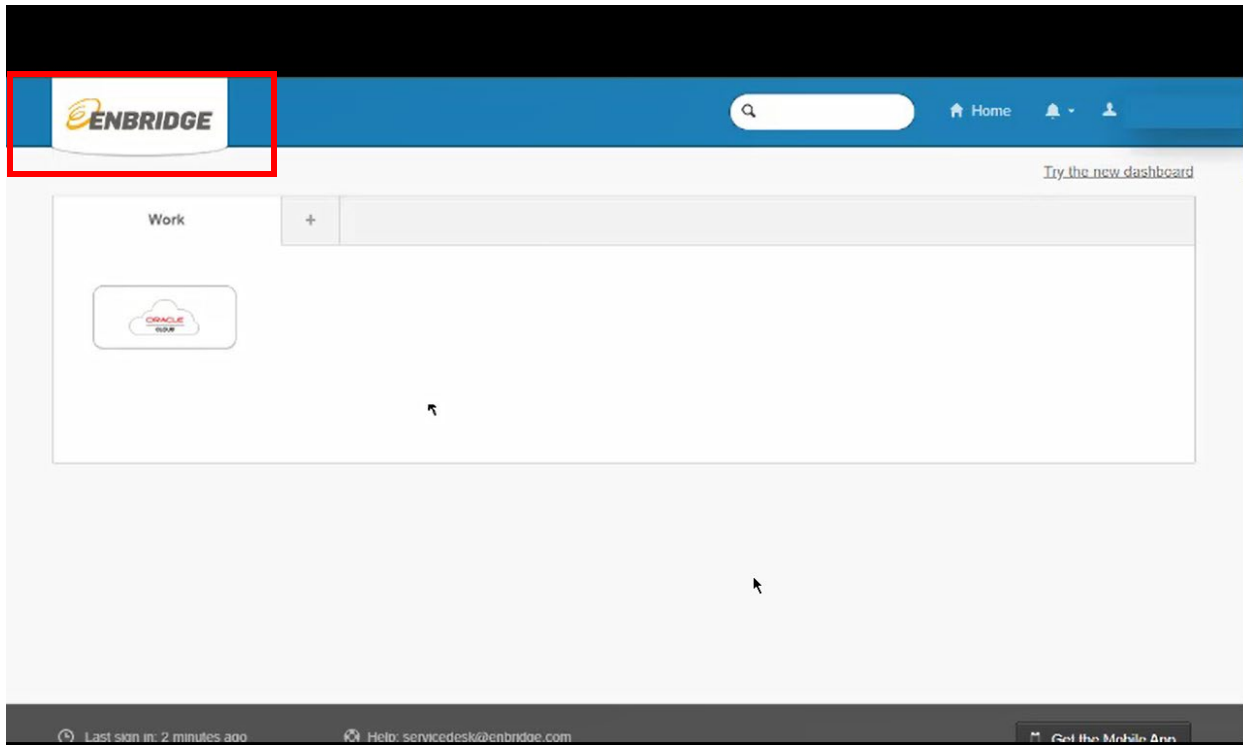 ENBRIDGE
Home
Try the new dashboard
Work
+
ORACLE
CLOUD
Last sign in: 2 minutes ago
Help: servicedesk@enbridge.com
Get the Mobile App